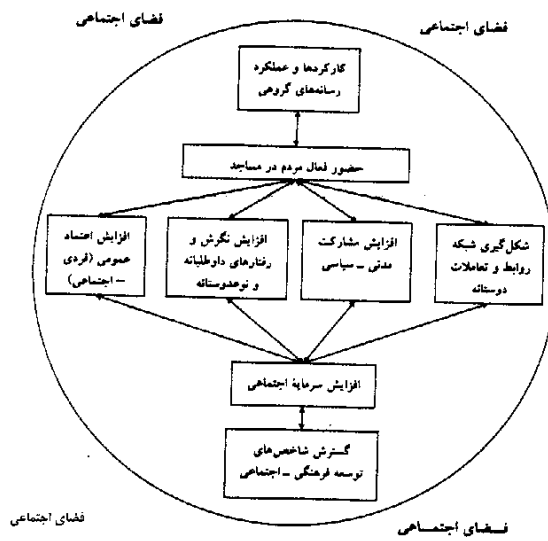 فضای اجتماعی
فضای اجتماعی
کارکردها و عملکرد
رسانه‌های گروهی
حضور فعال مردم در مساجد
شکل‌گیری شبکه
روابط و تعاملات
دوستانه
افزایش مشارکت
مدنی – سیاسی
افزایش نگرش و
رفتارهای داوطلبانه
و نوعدوستانه
افزایش اعتماد
عمومی (فردی
– اجتماعی)
افزایش سرمایهٔ اجتماعی
گسترش شاخص‌های
توسعه فرهنگی – اجتماعی
فضای اجتماعی
فضای اجتماعی